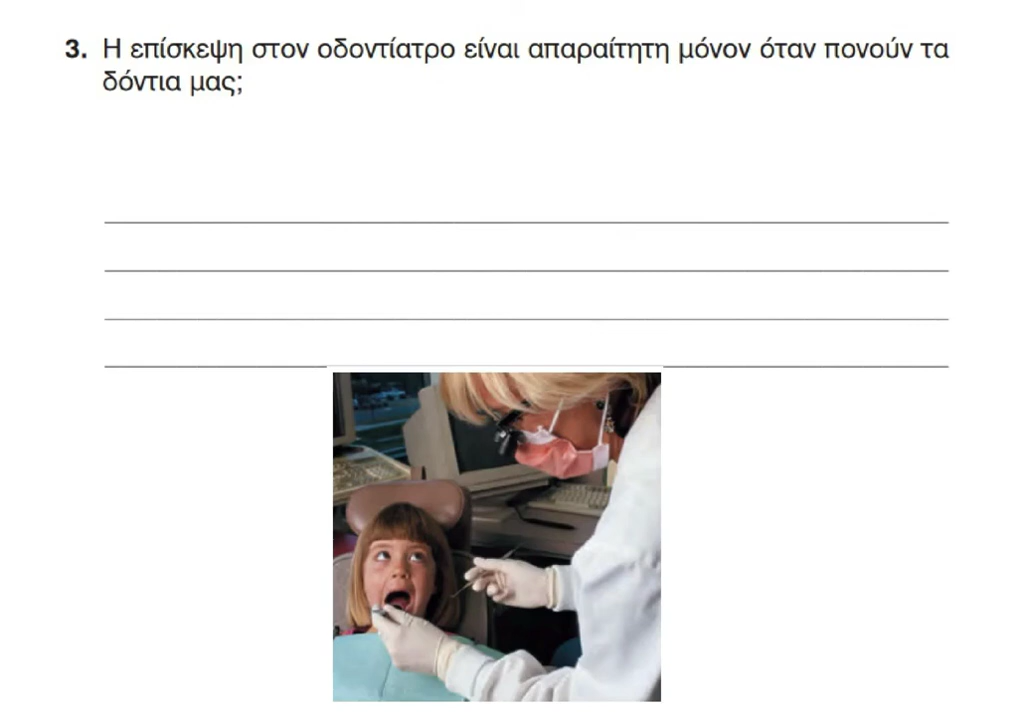 3. Η επίσκεψη στον οδοντίατρο είναι απαραίτητη μόνον όταν πονούν τα
δόντια μας;